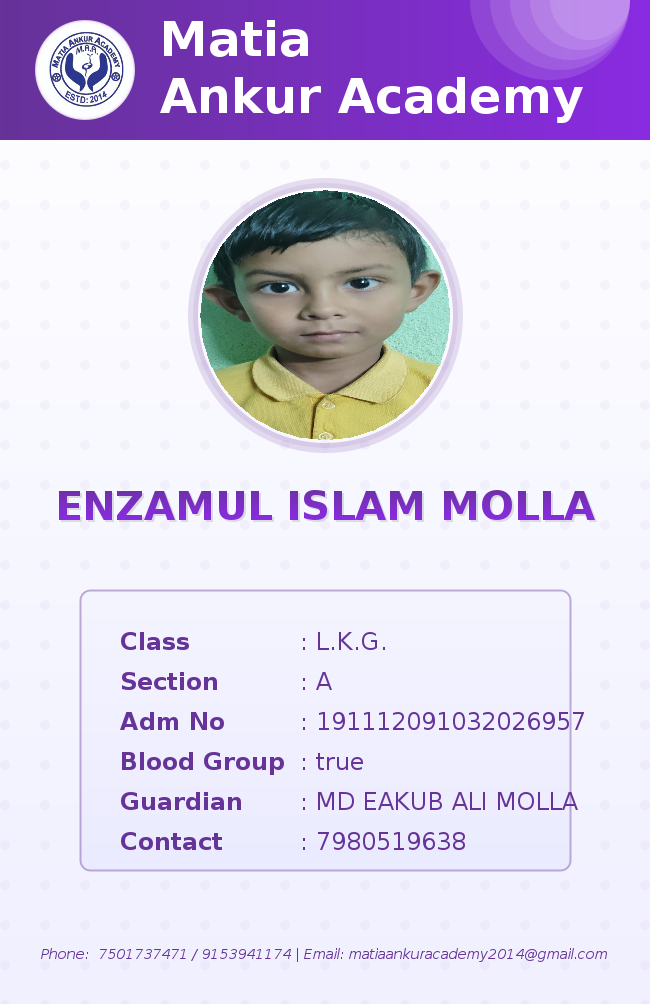 MATIA ANKUR ACADEMY
M.A.A.
ESTD: 2014
Matia
Ankur Academy
ENZAMUL ISLAM MOLLA
Class : L.K.G.
Section : A
Adm No : 191112091032026957
Blood Group : true
Guardian : MD EAKUB ALI MOLLA
Contact : 7980519638
Phone: 7501737471 / 9153941174 | Email: matiaankuracademy2014@gmail.com